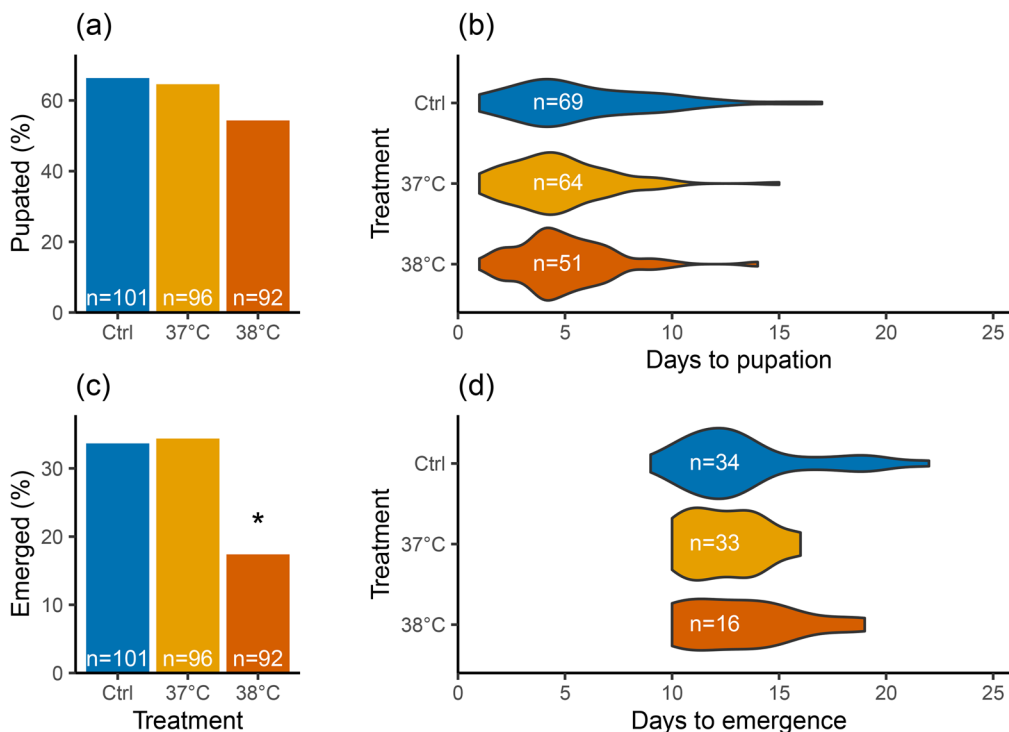 (a)
Pupated (%)
60
40
20
0
n=101 n=96 n=92
Ctrl 37°C 38°C
(b)
Treatment
Ctrl
37°C
38°C
n=69
n=64
n=51
0 5 10 15 20 25
Days to pupation
(c)
Emerged (%)
30
20
10
0
*
n=101 n=96 n=92
Ctrl 37°C 38°C
Treatment
(d)
Treatment
Ctrl
37°C
38°C
n=34
n=33
n=16
0 5 10 15 20 25
Days to emergence